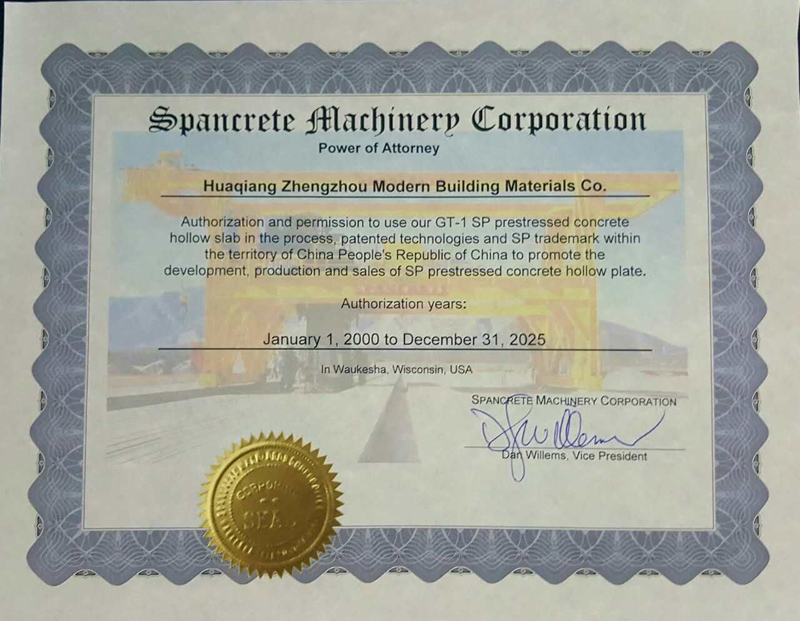 Spancrete Machinery Corporation
Power of Attorney
Huaqiang Zhengzhou Modern Building Materials Co.
Authorization and permission to use our GT-1 SP prestressed concrete
hollow slab in the process, patented technologies and SP trademark within
the territory of China People's Republic of China to promote the
development, production and sales of SP prestressed concrete hollow plate.
Authorization years:
January 1, 2000 to December 31, 2025
In Waukesha, Wisconsin, USA
SPANCRETE MACHINERY CORPORATION
Dan Willems, Vice President
SEAL